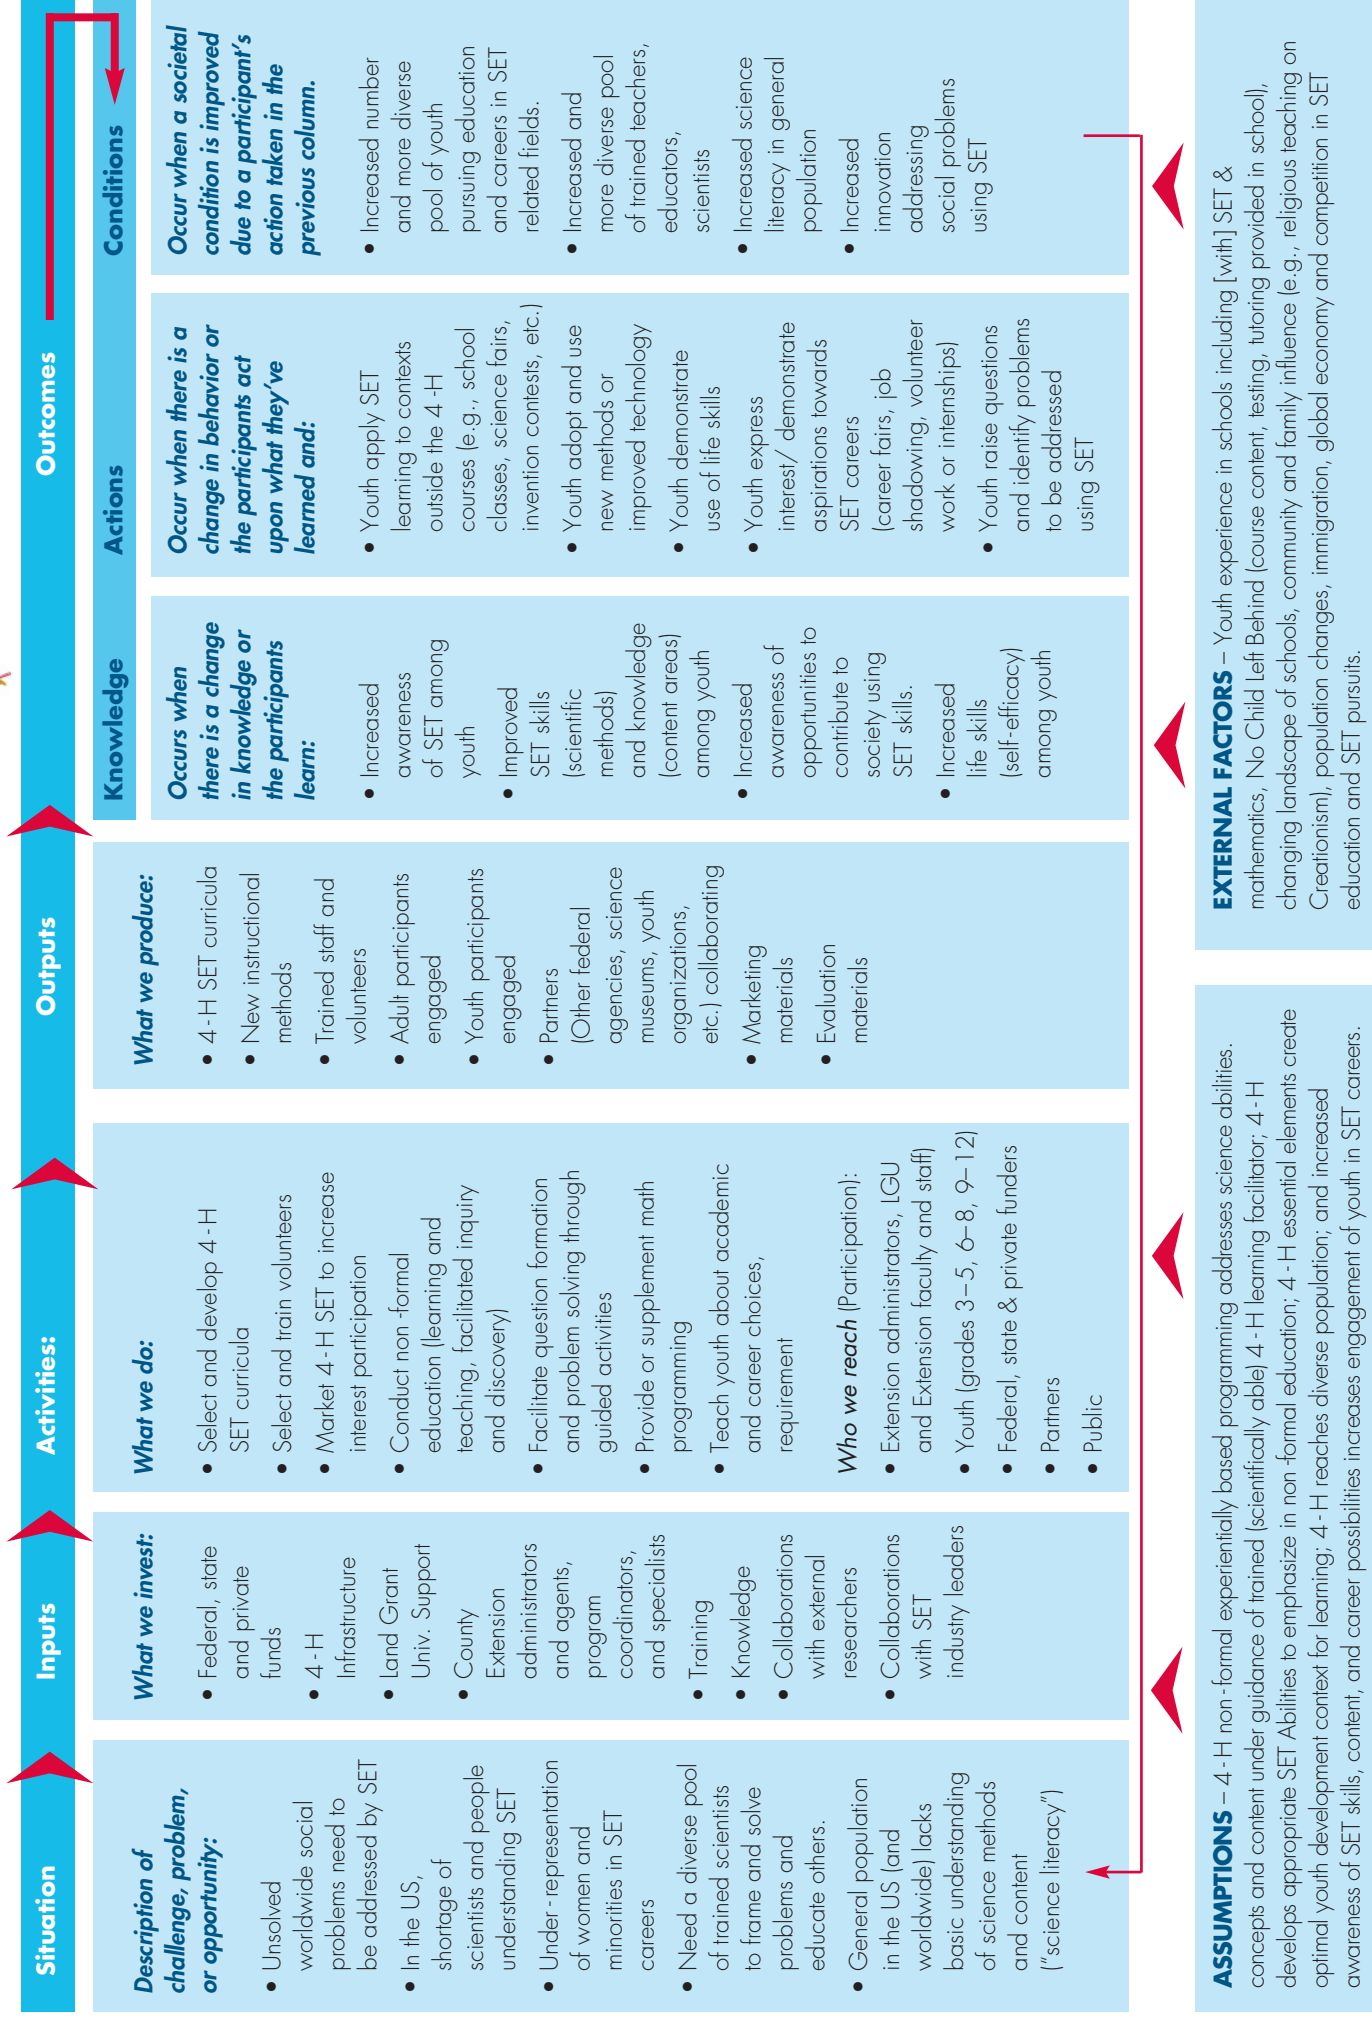 Situation
Inputs
Activities:
Outputs
Outcomes
Knowledge
Actions
Conditions
Description of
challenge, problem,
or opportunity:
• Unsolved
worldwide social
problems need to
be addressed by SET
• In the US,
shortage of
scientists and people
understanding SET
• Under - representation
of women and
minorities in SET
careers
• Need a diverse pool
of trained scientists
to frame and solve
problems and
educate others.
• General population
in the US (and
worldwide) lacks
basic understanding
of science methods
and content
("science literacy")
What we invest:
• Federal, state
and private
funds
• 4 - H
Infrastructure
• Land Grant
Univ. Support
• County
Extension
administrators
and agents,
program
coordinators,
and specialists
• Training
• Knowledge
• Collaborations
with external
researchers
• Collaborations
with SET
industry leaders
What we do:
• Select and develop 4 - H
SET curricula
• Select and train volunteers
• Market 4 - H SET to increase
interest participation
• Conduct non -formal
education (learning and
teaching, facilitated inquiry
and discovery)
• Facilitate question formation
and problem solving through
guided activities
• Provide or supplement math
programming
• Teach youth about academic
and career choices,
requirement
Who we reach (Participation):
• Extension administrators, LGU
and Extension faculty and staff)
• Youth (grades 3–5, 6–8, 9–12)
• Federal, state & private funders
• Partners
• Public
What we produce:
• 4 - H SET curricula
• New instructional
methods
• Trained staff and
volunteers
• Adult participants
engaged
• Youth participants
engaged
• Partners
(Other federal
agencies, science
museums, youth
organizations,
etc.) collaborating
• Marketing
materials
• Evaluation
materials
Occurs when
there is a change
in knowledge or
the participants
learn:
• Increased
awareness
of SET among
youth
• Improved
SET skills
(scientific
methods)
and knowledge
(content areas)
among youth
• Increased
awareness of
opportunities to
contribute to
society using
SET skills.
• Increased
life skills
(self-efficacy)
among youth
Occur when there is a
change in behavior or
the participants act
upon what they've
learned and:
• Youth apply SET
learning to contexts
outside the 4 -H
courses (e.g., school
classes, science fairs,
invention contests, etc.)
• Youth adopt and use
new methods or
improved technology
• Youth demonstrate
use of life skills
• Youth express
interest/ demonstrate
aspirations towards
SET careers
(career fairs, job
shadowing, volunteer
work or internships)
• Youth raise questions
and identify problems
to be addressed
using SET
Occur when a societal
condition is improved
due to a participant's
action taken in the
previous column.
• Increased number
and more diverse
pool of youth
pursuing education
and careers in SET
related fields.
• Increased and
more diverse pool
of trained teachers,
educators,
scientists
• Increased science
literacy in general
population
• Increased
innovation
addressing
social problems
using SET
ASSUMPTIONS – 4 - H non -formal experientially based programming addresses science abilities.
concepts and content under guidance of trained (scientifically able) 4 - H learning facilitator; 4 - H
develops appropriate SET Abilities to emphasize in non -formal education; 4 - H essential elements create
optimal youth development context for learning; 4 - H reaches diverse population; and increased
awareness of SET skills, content, and career possibilities increases engagement of youth in SET careers.
EXTERNAL FACTORS – Youth experience in schools including [with] SET &
mathematics, No Child Left Behind (course content, testing, tutoring provided in school),
changing landscape of schools, community and family influence (e.g., religious teaching on
Creationism), population changes, immigration, global economy and competition in SET
education and SET pursuits.